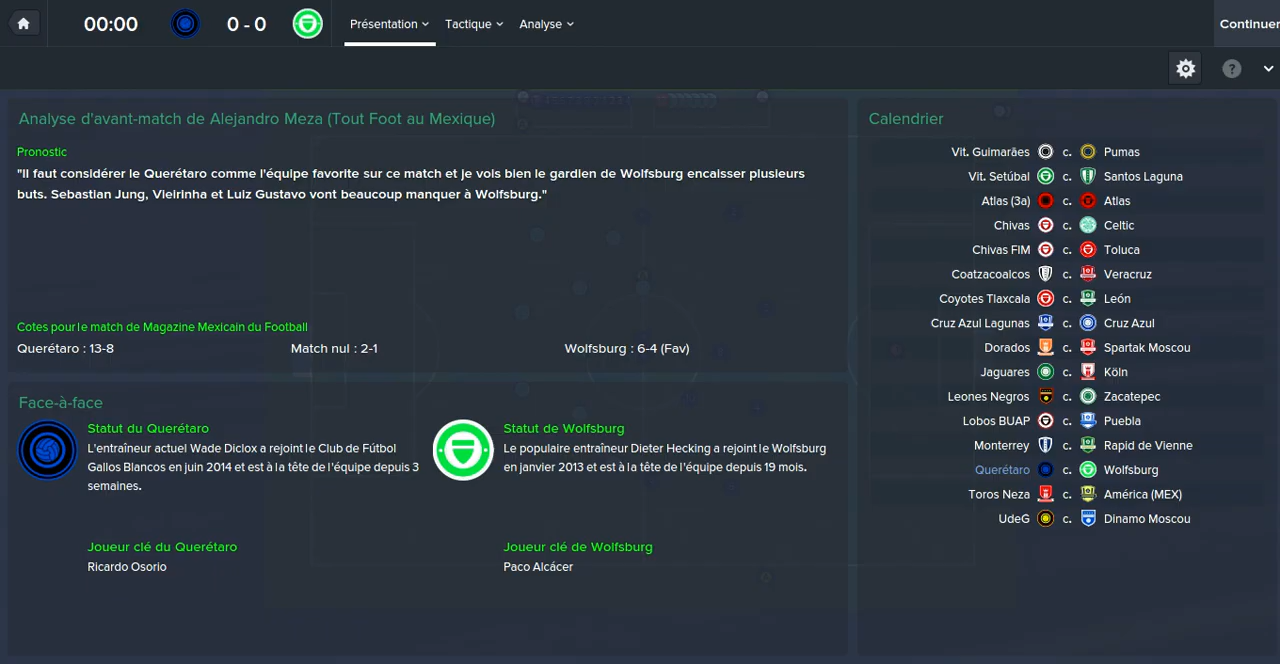 00:00
0 - 0
Présentation
Tactique
Analyse
Continuer
?
Analyse d'avant-match de Alejandro Meza (Tout Foot au Mexique)
Pronostic
"Il faut considérer le Querétaro comme l'équipe favorite sur ce match et je vois bien le gardien de Wolfsburg encaisser plusieurs
buts. Sebastian Jung, Vieirinha et Luiz Gustavo vont beaucoup manquer à Wolfsburg."
Cotes pour le match de Magazine Mexicain du Football
Querétaro : 13-8 Match nul : 2-1 Wolfsburg : 6-4 (Fav)
Face-à-face
Statut du Querétaro
L'entraîneur actuel Wade Diclox a rejoint le Club de Fútbol
Gallos Blancos en juin 2014 et est à la tête de l'équipe depuis 3
semaines.
Joueur clé du Querétaro
Ricardo Osorio
Statut de Wolfsburg
Le populaire entraîneur Dieter Hecking a rejoint le Wolfsburg
en janvier 2013 et est à la tête de l'équipe depuis 19 mois.
Joueur clé de Wolfsburg
Paco Alcácer
Calendrier
Vit. Guimarães c. Pumas
Vit. Setúbal c. Santos Laguna
Atlas (3a) c. Atlas
Chivas c. Celtic
Chivas FIM c. Toluca
Coatzacoalcos c. Veracruz
Coyotes Tlaxcala c. León
Cruz Azul Lagunas c. Cruz Azul
Dorados c. Spartak Moscou
Jaguares c. Köln
Leones Negros c. Zacatepec
Lobos BUAP c. Puebla
Monterrey c. Rapid de Vienne
Querétaro c. Wolfsburg
Toros Neza c. América (MEX)
UdeG c. Dinamo Moscou